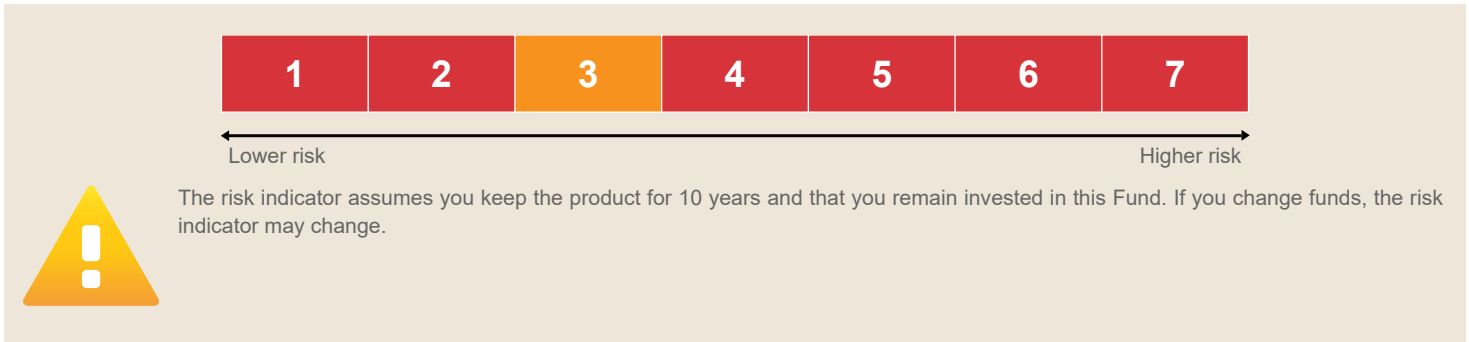 1 2 3 4 5 6 7
Lower risk Higher risk
The risk indicator assumes you keep the product for 10 years and that you remain invested in this Fund. If you change funds, the risk
indicator may change.